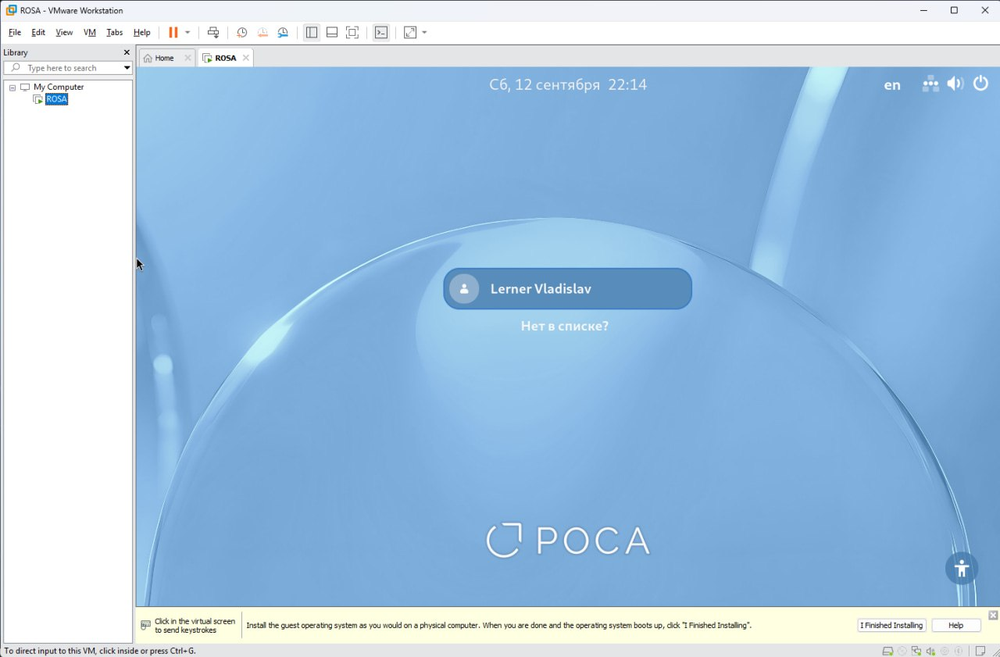 ROSA - VMware Workstation
File Edit View VM Tabs Help
Library
Type here to search
My Computer
ROSA
Home
ROSA
Сб, 12 сентября 22:14
en
Lerner Vladislav
Нет в списке?
РОСА
Click in the virtual screen
to send keystrokes
Install the guest operating system as you would on a physical computer. When you are done and the operating system boots up, click "I Finished Installing".
I Finished Installing
Help
To direct input to this VM, click inside or press Ctrl+G.